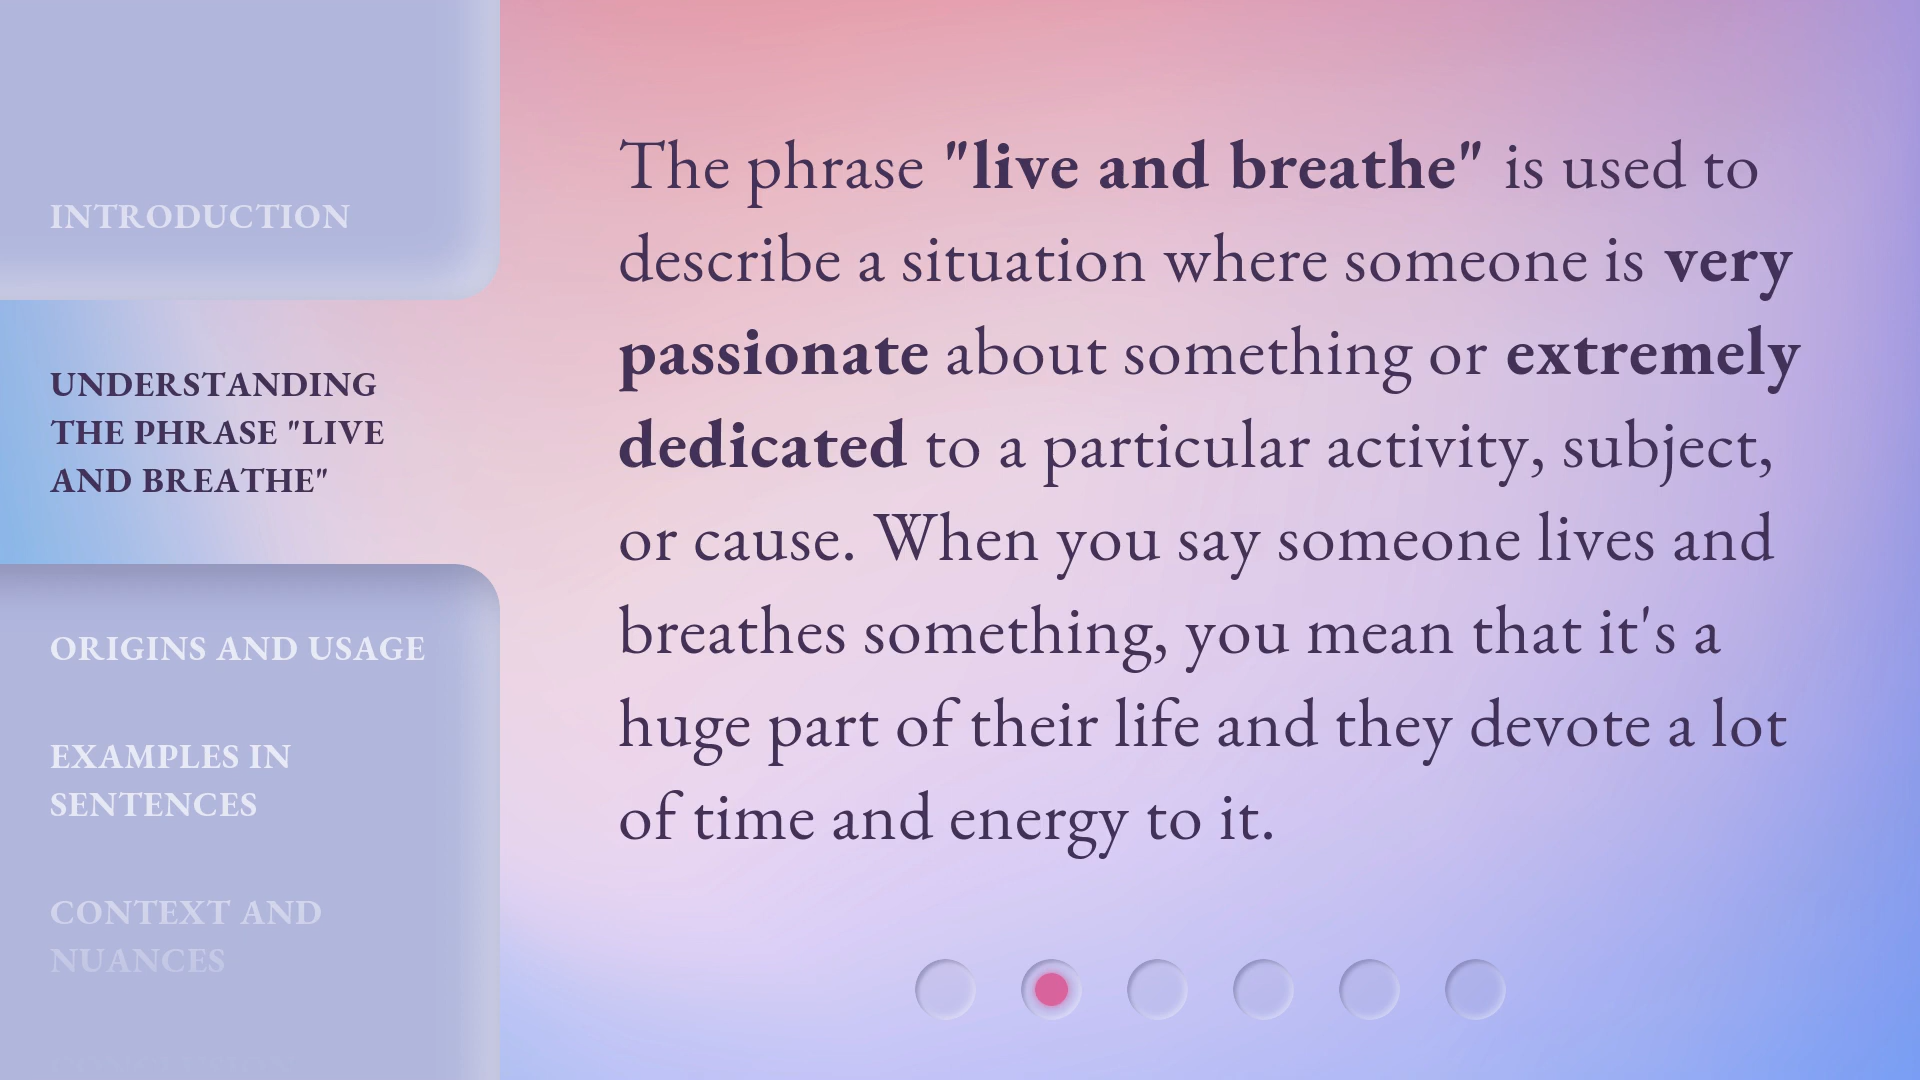 INTRODUCTION
UNDERSTANDING
THE PHRASE "LIVE
AND BREATHE"
ORIGINS AND USAGE
EXAMPLES IN
SENTENCES
CONTEXT AND
NUANCES
The phrase "live and breathe" is used to
describe a situation where someone is very
passionate about something or extremely
dedicated to a particular activity, subject,
or cause. When you say someone lives and
breathes something, you mean that it's a
huge part of their life and they devote a lot
of time and energy to it.